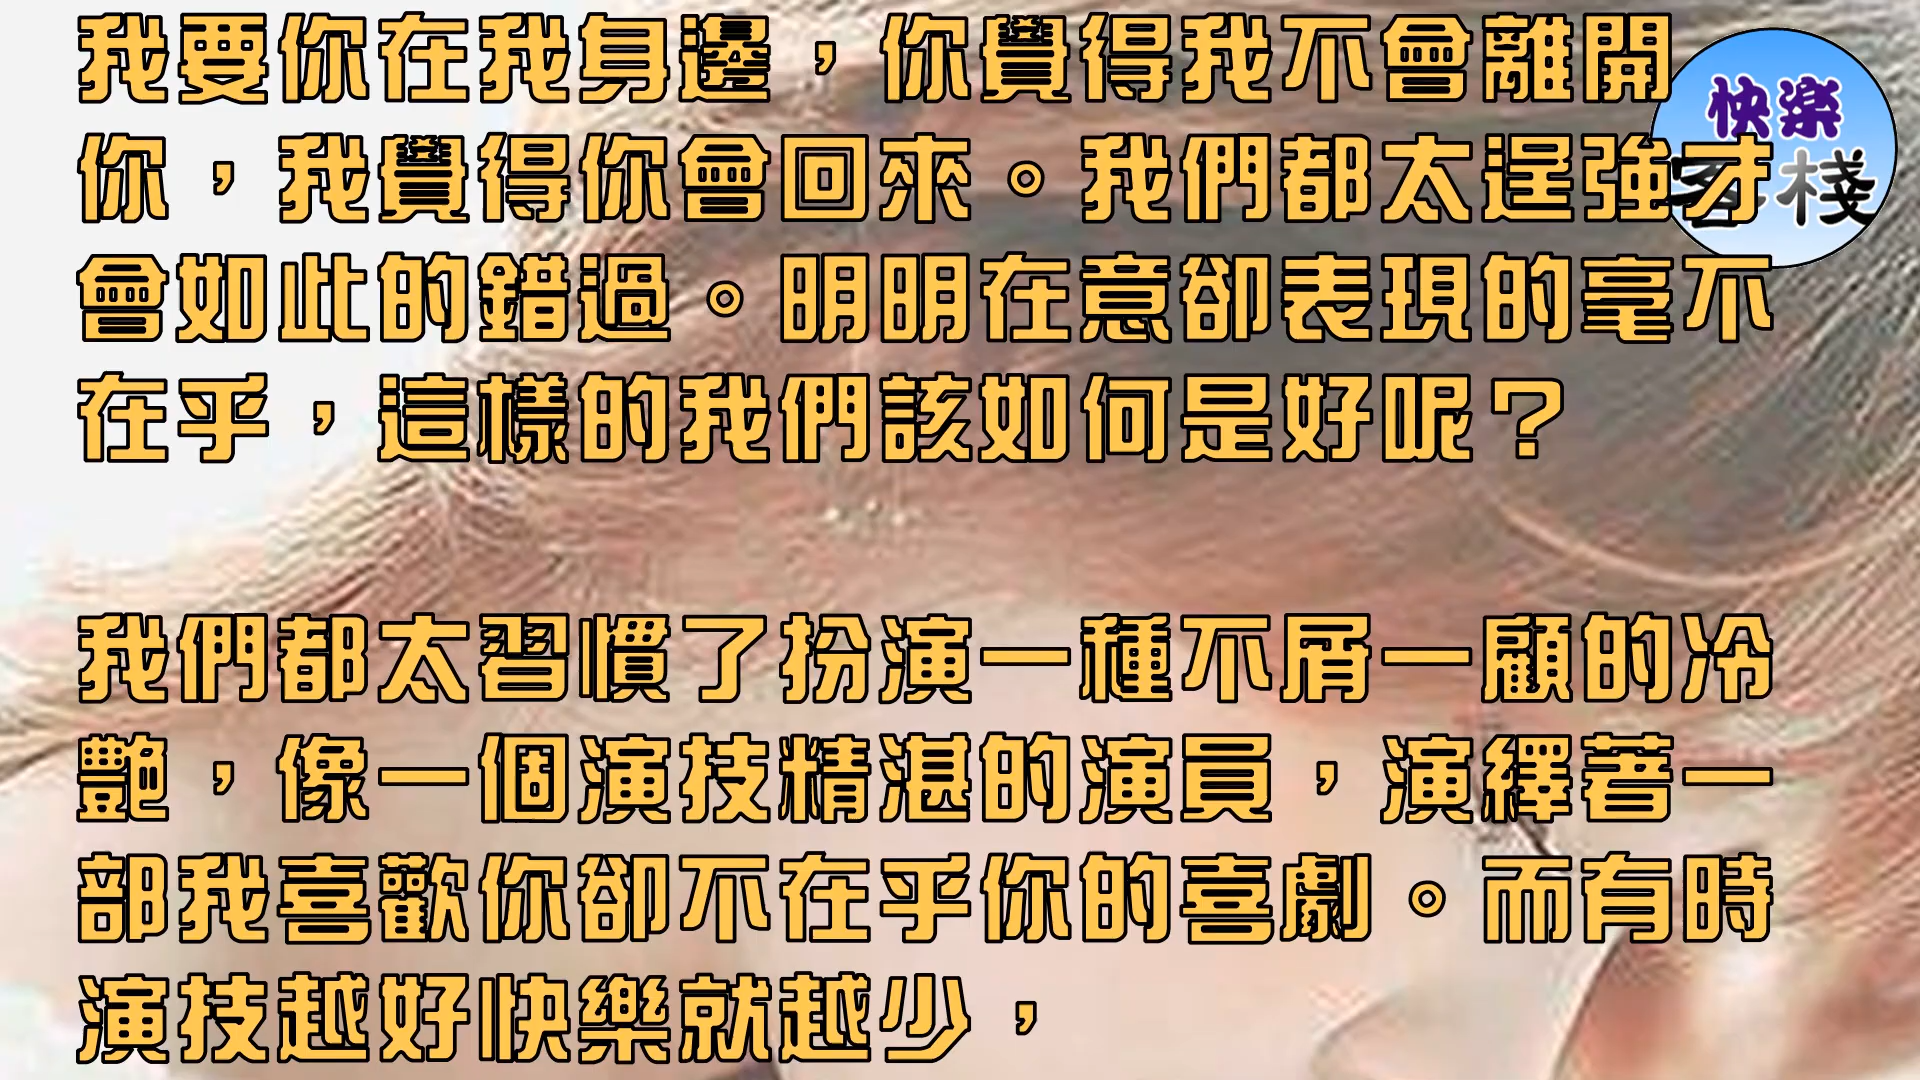 我要你在我身邊，你覺得我不會離開
你，我覺得你會回來。我們都太逞強才
會如此的錯過。明明在意卻表現的毫不
在乎，這樣的我們該如何是好呢？
我們都太習慣了扮演一種不屑一顧的冷
艷，像一個演技精湛的演員，演繹著一
部我喜歡你卻不在乎你的喜劇。而有時
演技越好快樂就越少，
快樂
客栈